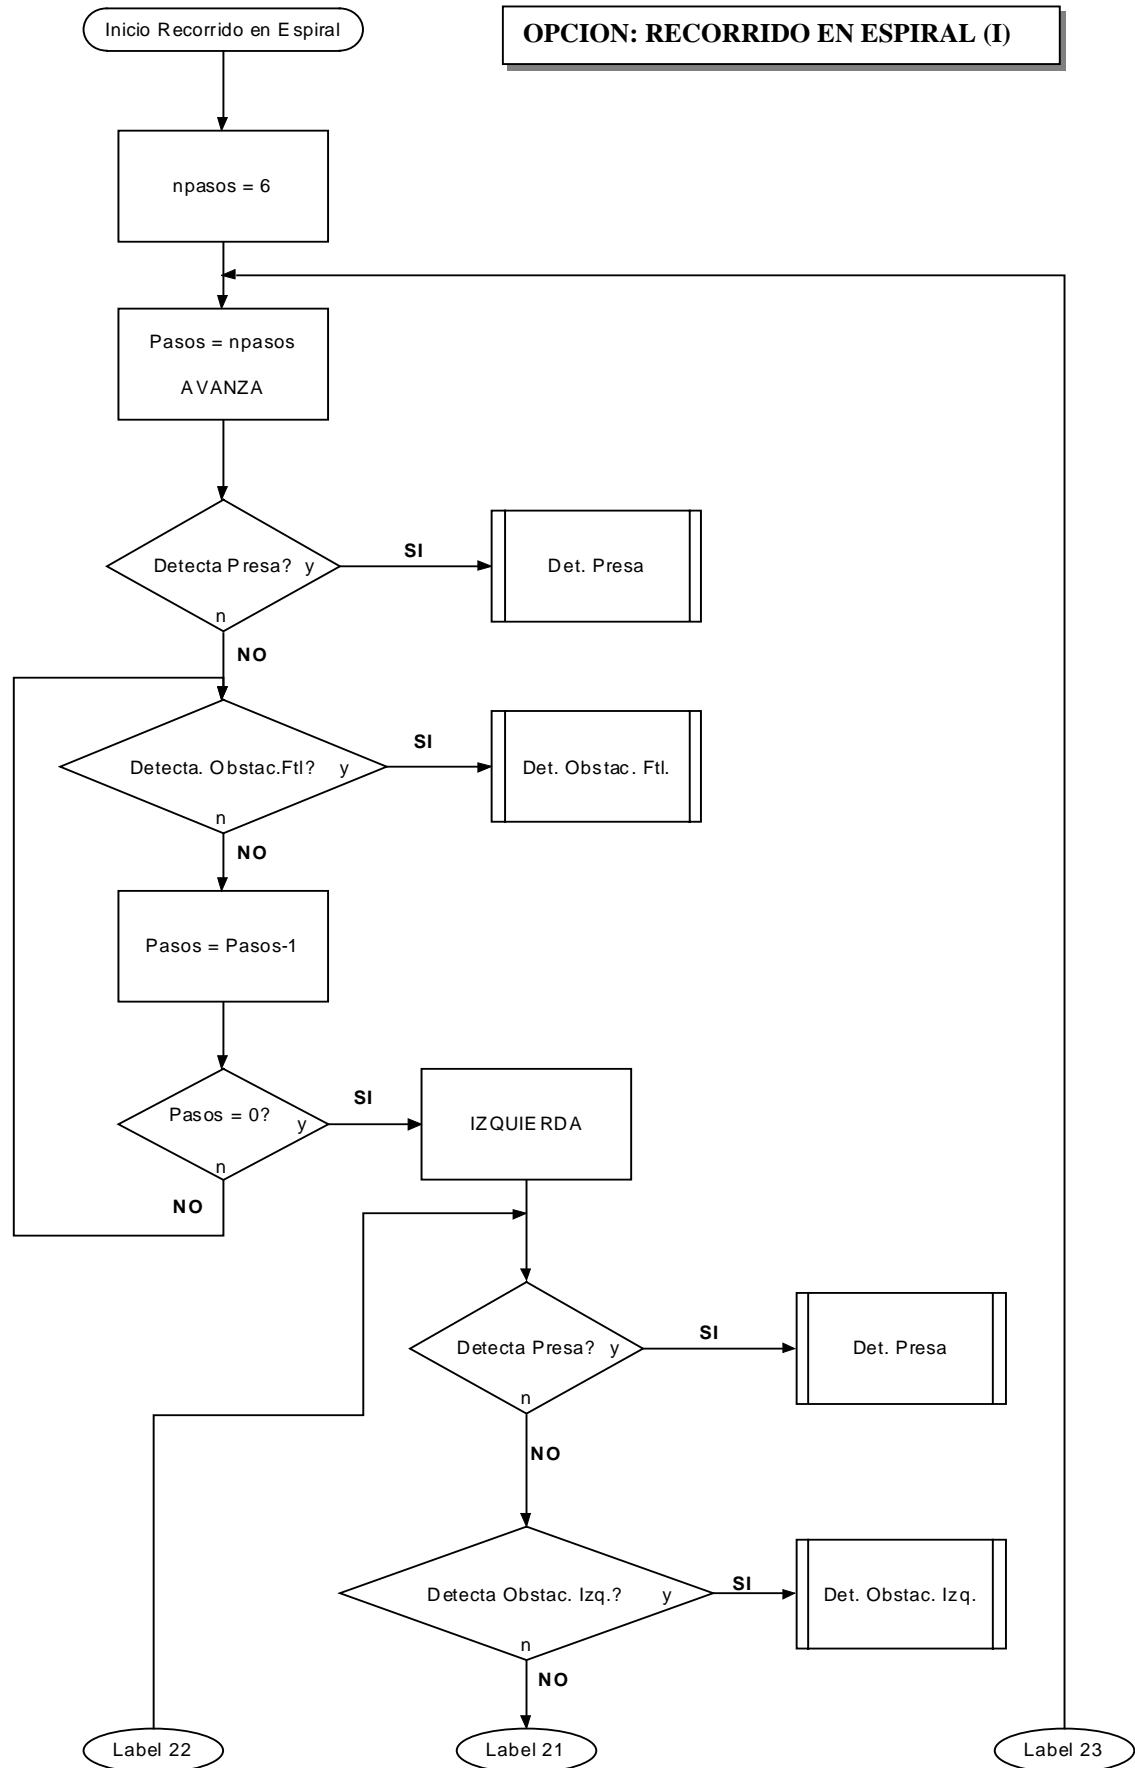 Inicio Recorrido en Espiral
OPCION: RECORRIDO EN ESPIRAL (I)
npasos = 6
Pasos = npasos
AVANZA
Detecta Presa? y
SI
Det. Presa
n
NO
Detecta. Obstac.Ftl? y
SI
Det. Obstac. Ftl.
n
NO
Pasos = Pasos-1
Pasos = 0? y
SI
IZQUIERDA
n
NO
Detecta Presa? y
SI
Det. Presa
n
NO
Detecta Obstac. Izq.? y
SI
Det. Obstac. Izq.
n
NO
Label 22
Label 21
Label 23